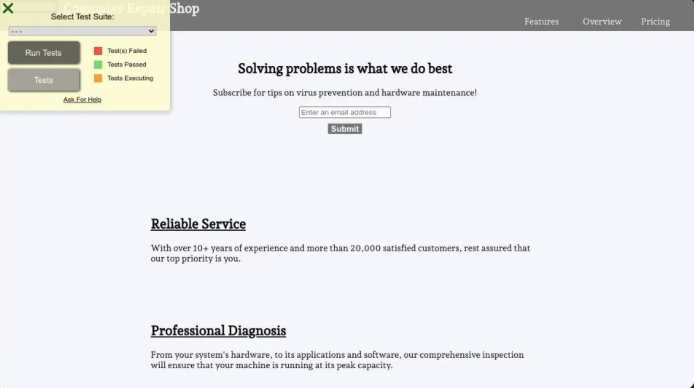 Computer Repair Shop
Select Test Suite:
- - -
Run Tests
Test(s) Failed
Tests Passed
Tests
Tests Executing
Ask For Help
Features
Overview
Pricing
Solving problems is what we do best
Subscribe for tips on virus prevention and hardware maintenance!
Enter an email address
Submit
Reliable Service
With over 10+ years of experience and more than 20,000 satisfied customers, rest assured that
our top priority is you.
Professional Diagnosis
From your system's hardware, to its applications and software, our comprehensive inspection
will ensure that your machine is running at its peak capacity.